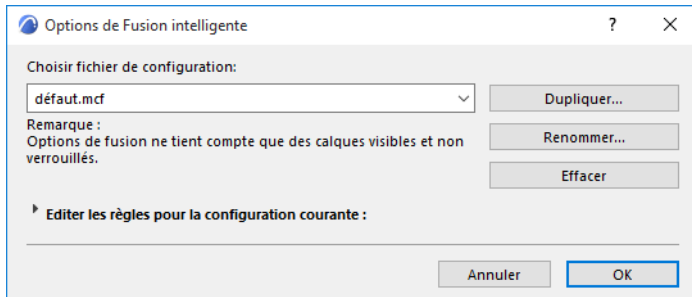 Options de Fusion intelligente
?
Choisir fichier de configuration:
défaut.mcf
Dupliquer...
Remarque :
Options de fusion ne tient compte que des calques visibles et non
verrouillés.
Renommer...
Effacer
Editer les règles pour la configuration courante :
Annuler
OK